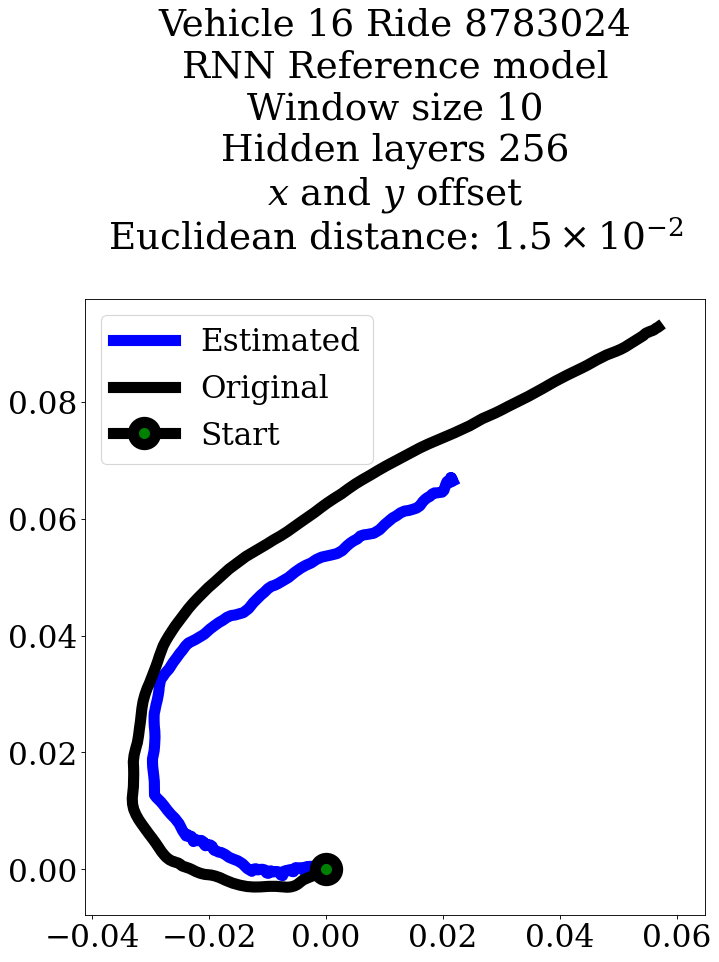 Vehicle 16 Ride 8783024
RNN Reference model
Window size 10
Hidden layers 256
x and y offset
Euclidean distance: 1.5 × 10⁻²
Estimated
Original
Start
0.08
0.06
0.04
0.02
0.00
−0.04 −0.02 0.00 0.02 0.04 0.06